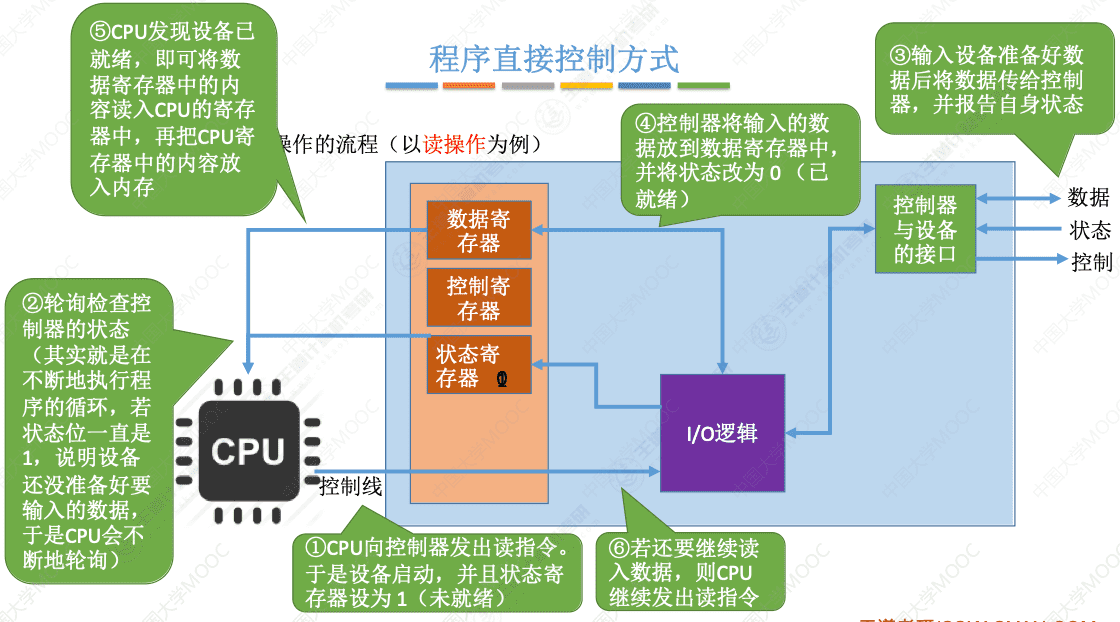 程序直接控制方式
操作的流程（以读操作为例）
⑤CPU发现设备已
就绪，即可将数
据寄存器中的内
容读入CPU的寄存
器中，再把CPU寄
存器中的内容放
入内存
③输入设备准备好数
据后将数据传给控制
器，并报告自身状态
④控制器将输入的数
据放到数据寄存器中，
并将状态改为 0（已
就绪）
数据寄
存器
控制寄
存器
状态寄
存器
控制器
与设备
的接口
数据
状态
控制
②轮询检查控
制器的状态
（其实就是在
不断地执行程
序的循环，若
状态位一直是
1，说明设备
还没准备好要
输入的数据，
于是CPU会不
断地轮询）
CPU
I/O逻辑
控制线
①CPU向控制器发出读指令。
于是设备启动，并且状态寄
存器设为 1（未就绪）
⑥若还要继续读
入数据，则CPU
继续发出读指令
中国大学MOOC